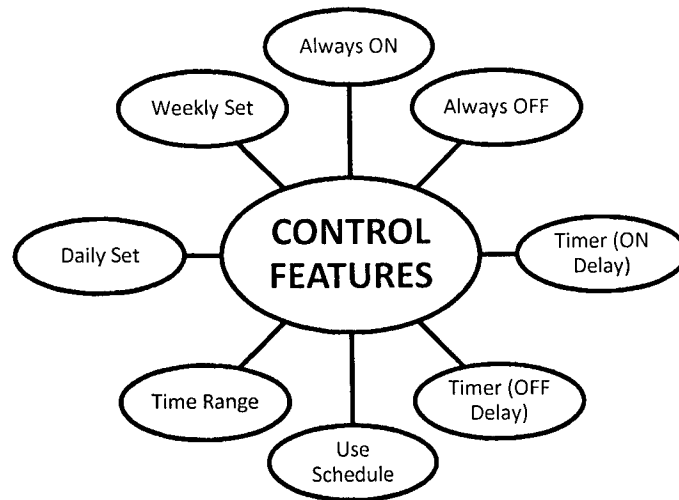 Always ON
Weekly Set
Always OFF
CONTROL
FEATURES
Daily Set
Timer (ON
Delay)
Time Range
Timer (OFF
Delay)
Use
Schedule